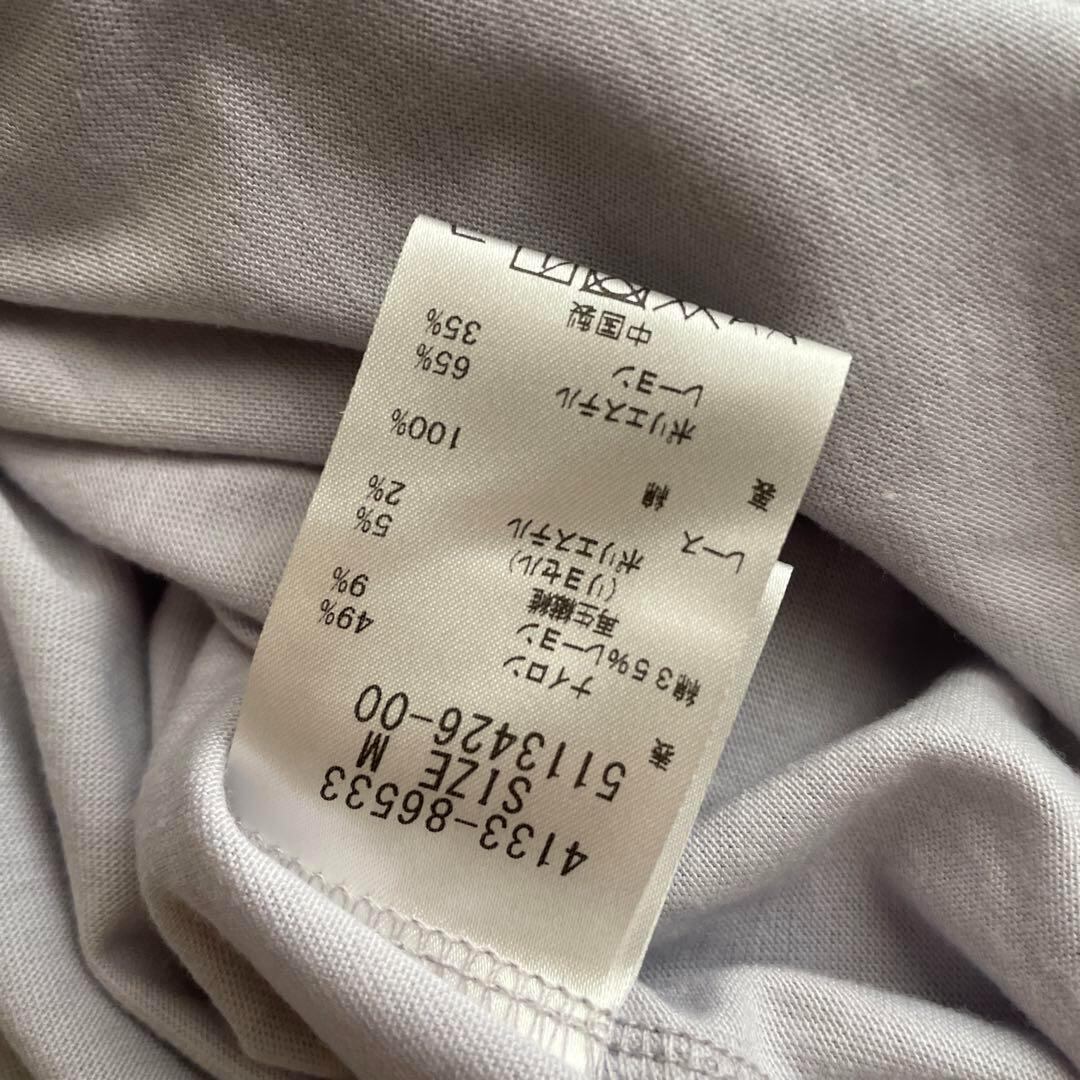 4133-86533
SIZE M
5113426-00
表 ナイロン 49%
綿35%レーヨン 9%
再生繊維
(リヨセル) 5%
ポリエステル 2%
レース 綿 100%
裏 ポリエステル 65%
レーヨン 35%
中国製